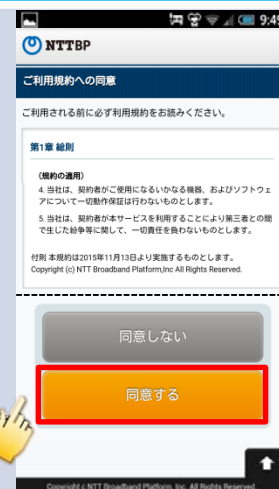 9:49
NTTBP
ご利用規約への同意
ご利用される前に必ず利用規約をお読みください。
第1章 総則
(規約の適用)
4. 当社は、契約者がご使用になるいかなる機器、およびソフトウェ
アについて一切動作保証は行わないものとします。
5. 当社は、契約者が本サービスを利用することにより第三者との間
で生じた紛争等に関して、一切責任を負わないものとします。
付則 本規約は2015年11月13日より実施するものとします。
Copyright (c) NTT Broadband Platform,Inc All Rights Reserved.
同意しない
同意する
Copyright c NTT Broadband Platform, Inc. All Rights Reserved.